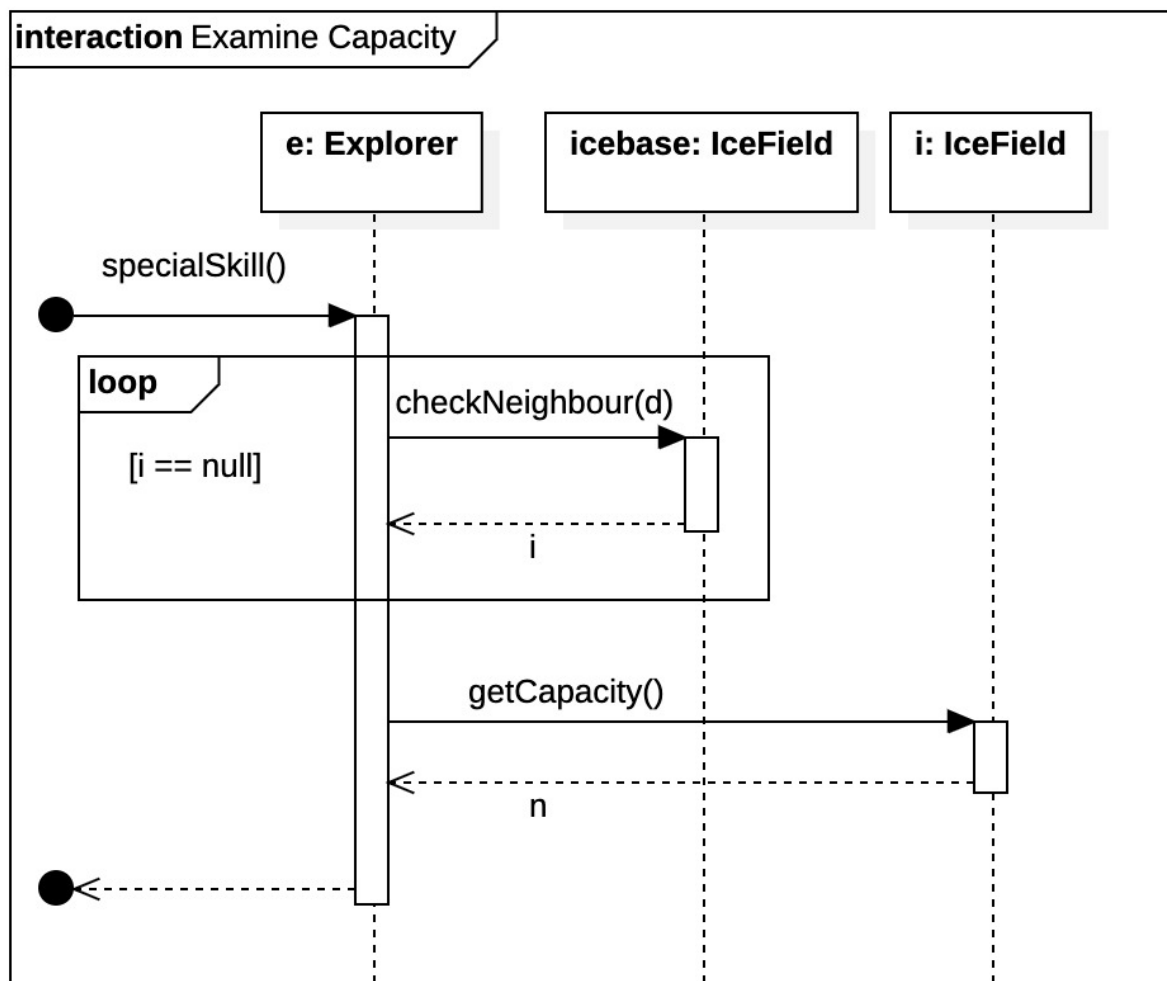 interaction Examine Capacity
e: Explorer
icebase: IceField
i: IceField
specialSkill()
loop
checkNeighbour(d)
[i == null]
i
getCapacity()
n